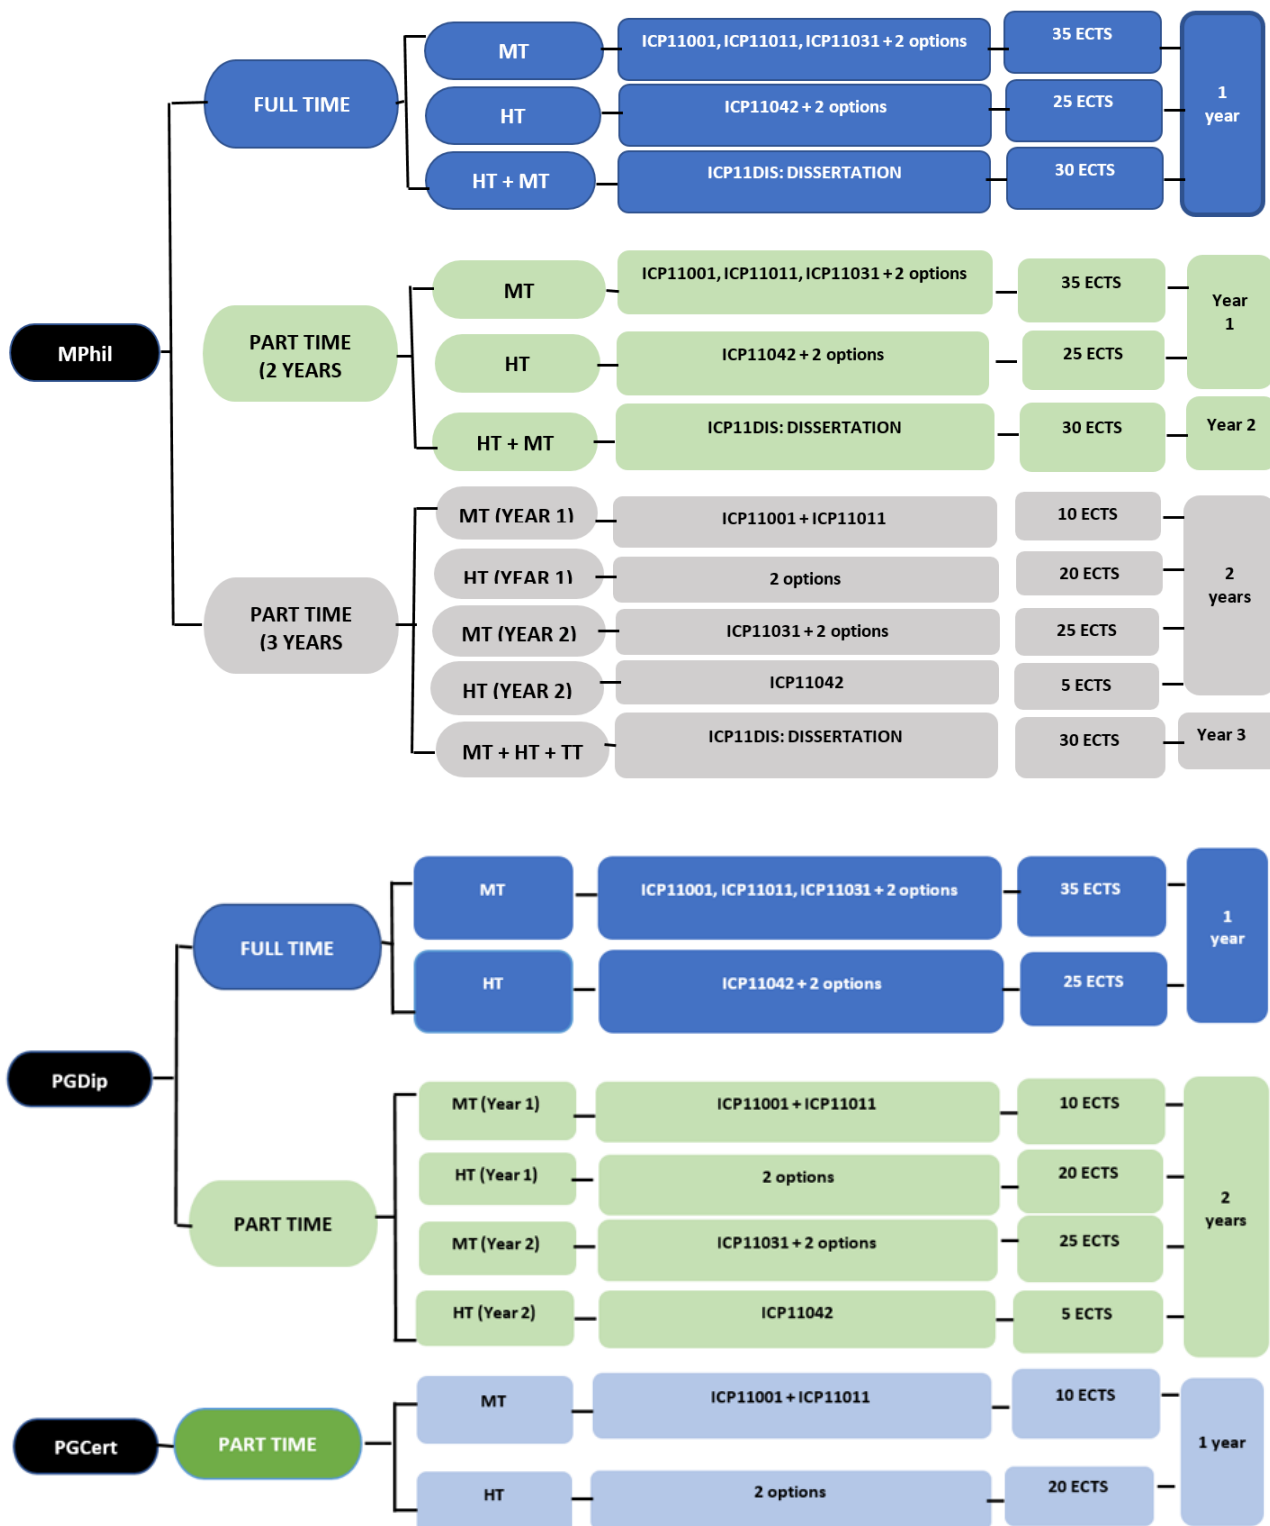 MPhil
FULL TIME
MT
ICP11001, ICP11011, ICP11031 + 2 options
35 ECTS
HT
ICP11042 + 2 options
25 ECTS
HT + MT
ICP11DIS: DISSERTATION
30 ECTS
1
year
PART TIME
(2 YEARS
MT
ICP11001, ICP11011, ICP11031 + 2 options
35 ECTS
HT
ICP11042 + 2 options
25 ECTS
Year
1
HT + MT
ICP11DIS: DISSERTATION
30 ECTS
Year 2
PART TIME
(3 YEARS
MT (YEAR 1)
ICP11001 + ICP11011
10 ECTS
HT (YEAR 1)
2 options
20 ECTS
MT (YEAR 2)
ICP11031 + 2 options
25 ECTS
HT (YEAR 2)
ICP11042
5 ECTS
2
years
MT + HT + TT
ICP11DIS: DISSERTATION
30 ECTS
Year 3
PGDip
FULL TIME
MT
ICP11001, ICP11011, ICP11031 + 2 options
35 ECTS
HT
ICP11042 + 2 options
25 ECTS
1
year
PART TIME
MT (Year 1)
ICP11001 + ICP11011
10 ECTS
HT (Year 1)
2 options
20 ECTS
MT (Year 2)
ICP11031 + 2 options
25 ECTS
HT (Year 2)
ICP11042
5 ECTS
2
years
PGCert
PART TIME
MT
ICP11001 + ICP11011
10 ECTS
HT
2 options
20 ECTS
1 year